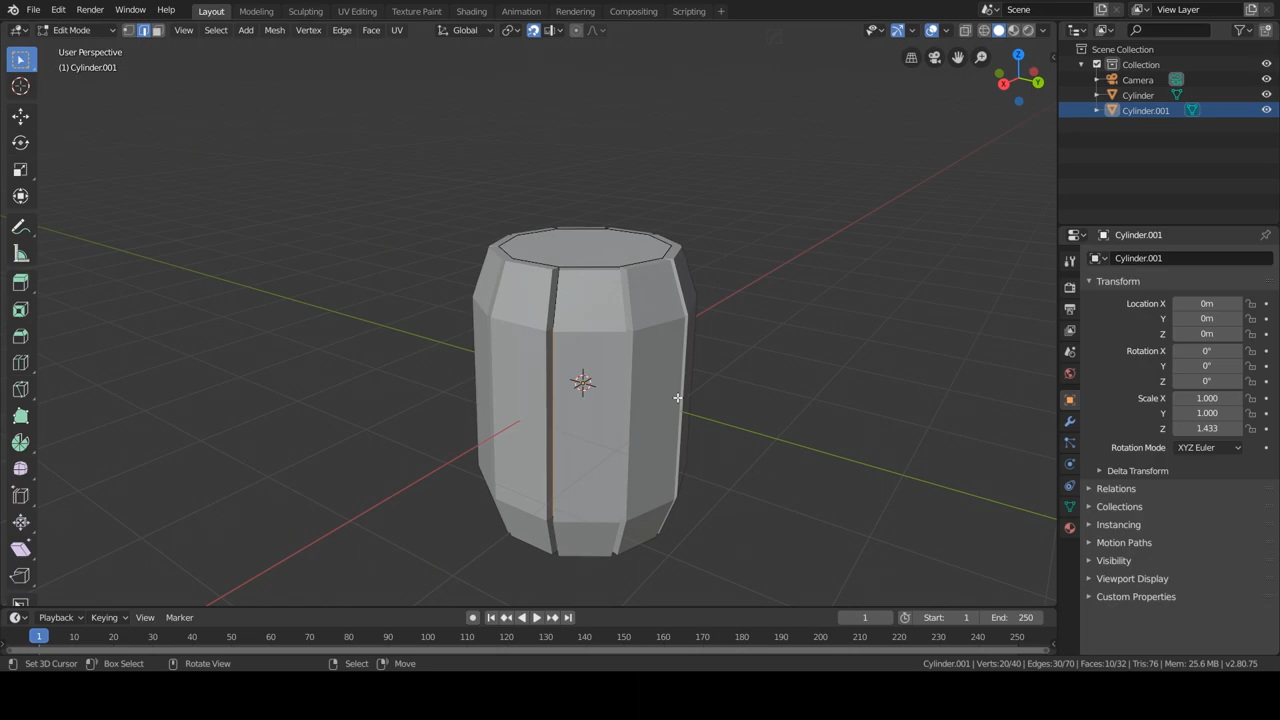 File Edit Render Window Help Layout Modeling Sculpting UV Editing Texture Paint Shading Animation Rendering Compositing Scripting + Scene View Layer
Edit Mode View Select Add Mesh Vertex Edge Face UV Global
User Perspective
(1) Cylinder.001
Z
Y
X
Scene Collection
Collection
Camera
Cylinder
Cylinder.001
Cylinder.001
Cylinder.001
Transform
Location X 0m
Y 0m
Z 0m
Rotation X 0°
Y 0°
Z 0°
Scale X 1.000
Y 1.000
Z 1.433
Rotation Mode XYZ Euler
Delta Transform
Relations
Collections
Instancing
Motion Paths
Visibility
Viewport Display
Custom Properties
Playback Keying View Marker 1 Start: 1 End: 250
1 10 20 30 40 50 60 70 80 90 100 110 120 130 140 150 160 170 180 190 200 210 220 230 240 250
Set 3D Cursor Box Select Rotate View Select Move Cylinder.001 | Verts:20/40 | Edges:30/70 | Faces:10/32 | Tris:76 | Mem: 25.6 MB | v2.80.75